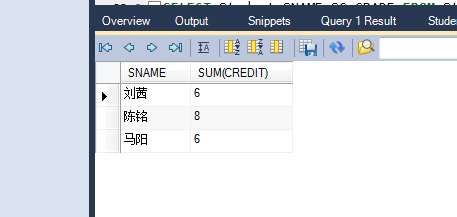 Overview Output Snippets Query 1 Result
SNAME SUM(CREDIT)
刘茜 6
陈铭 8
马阳 6